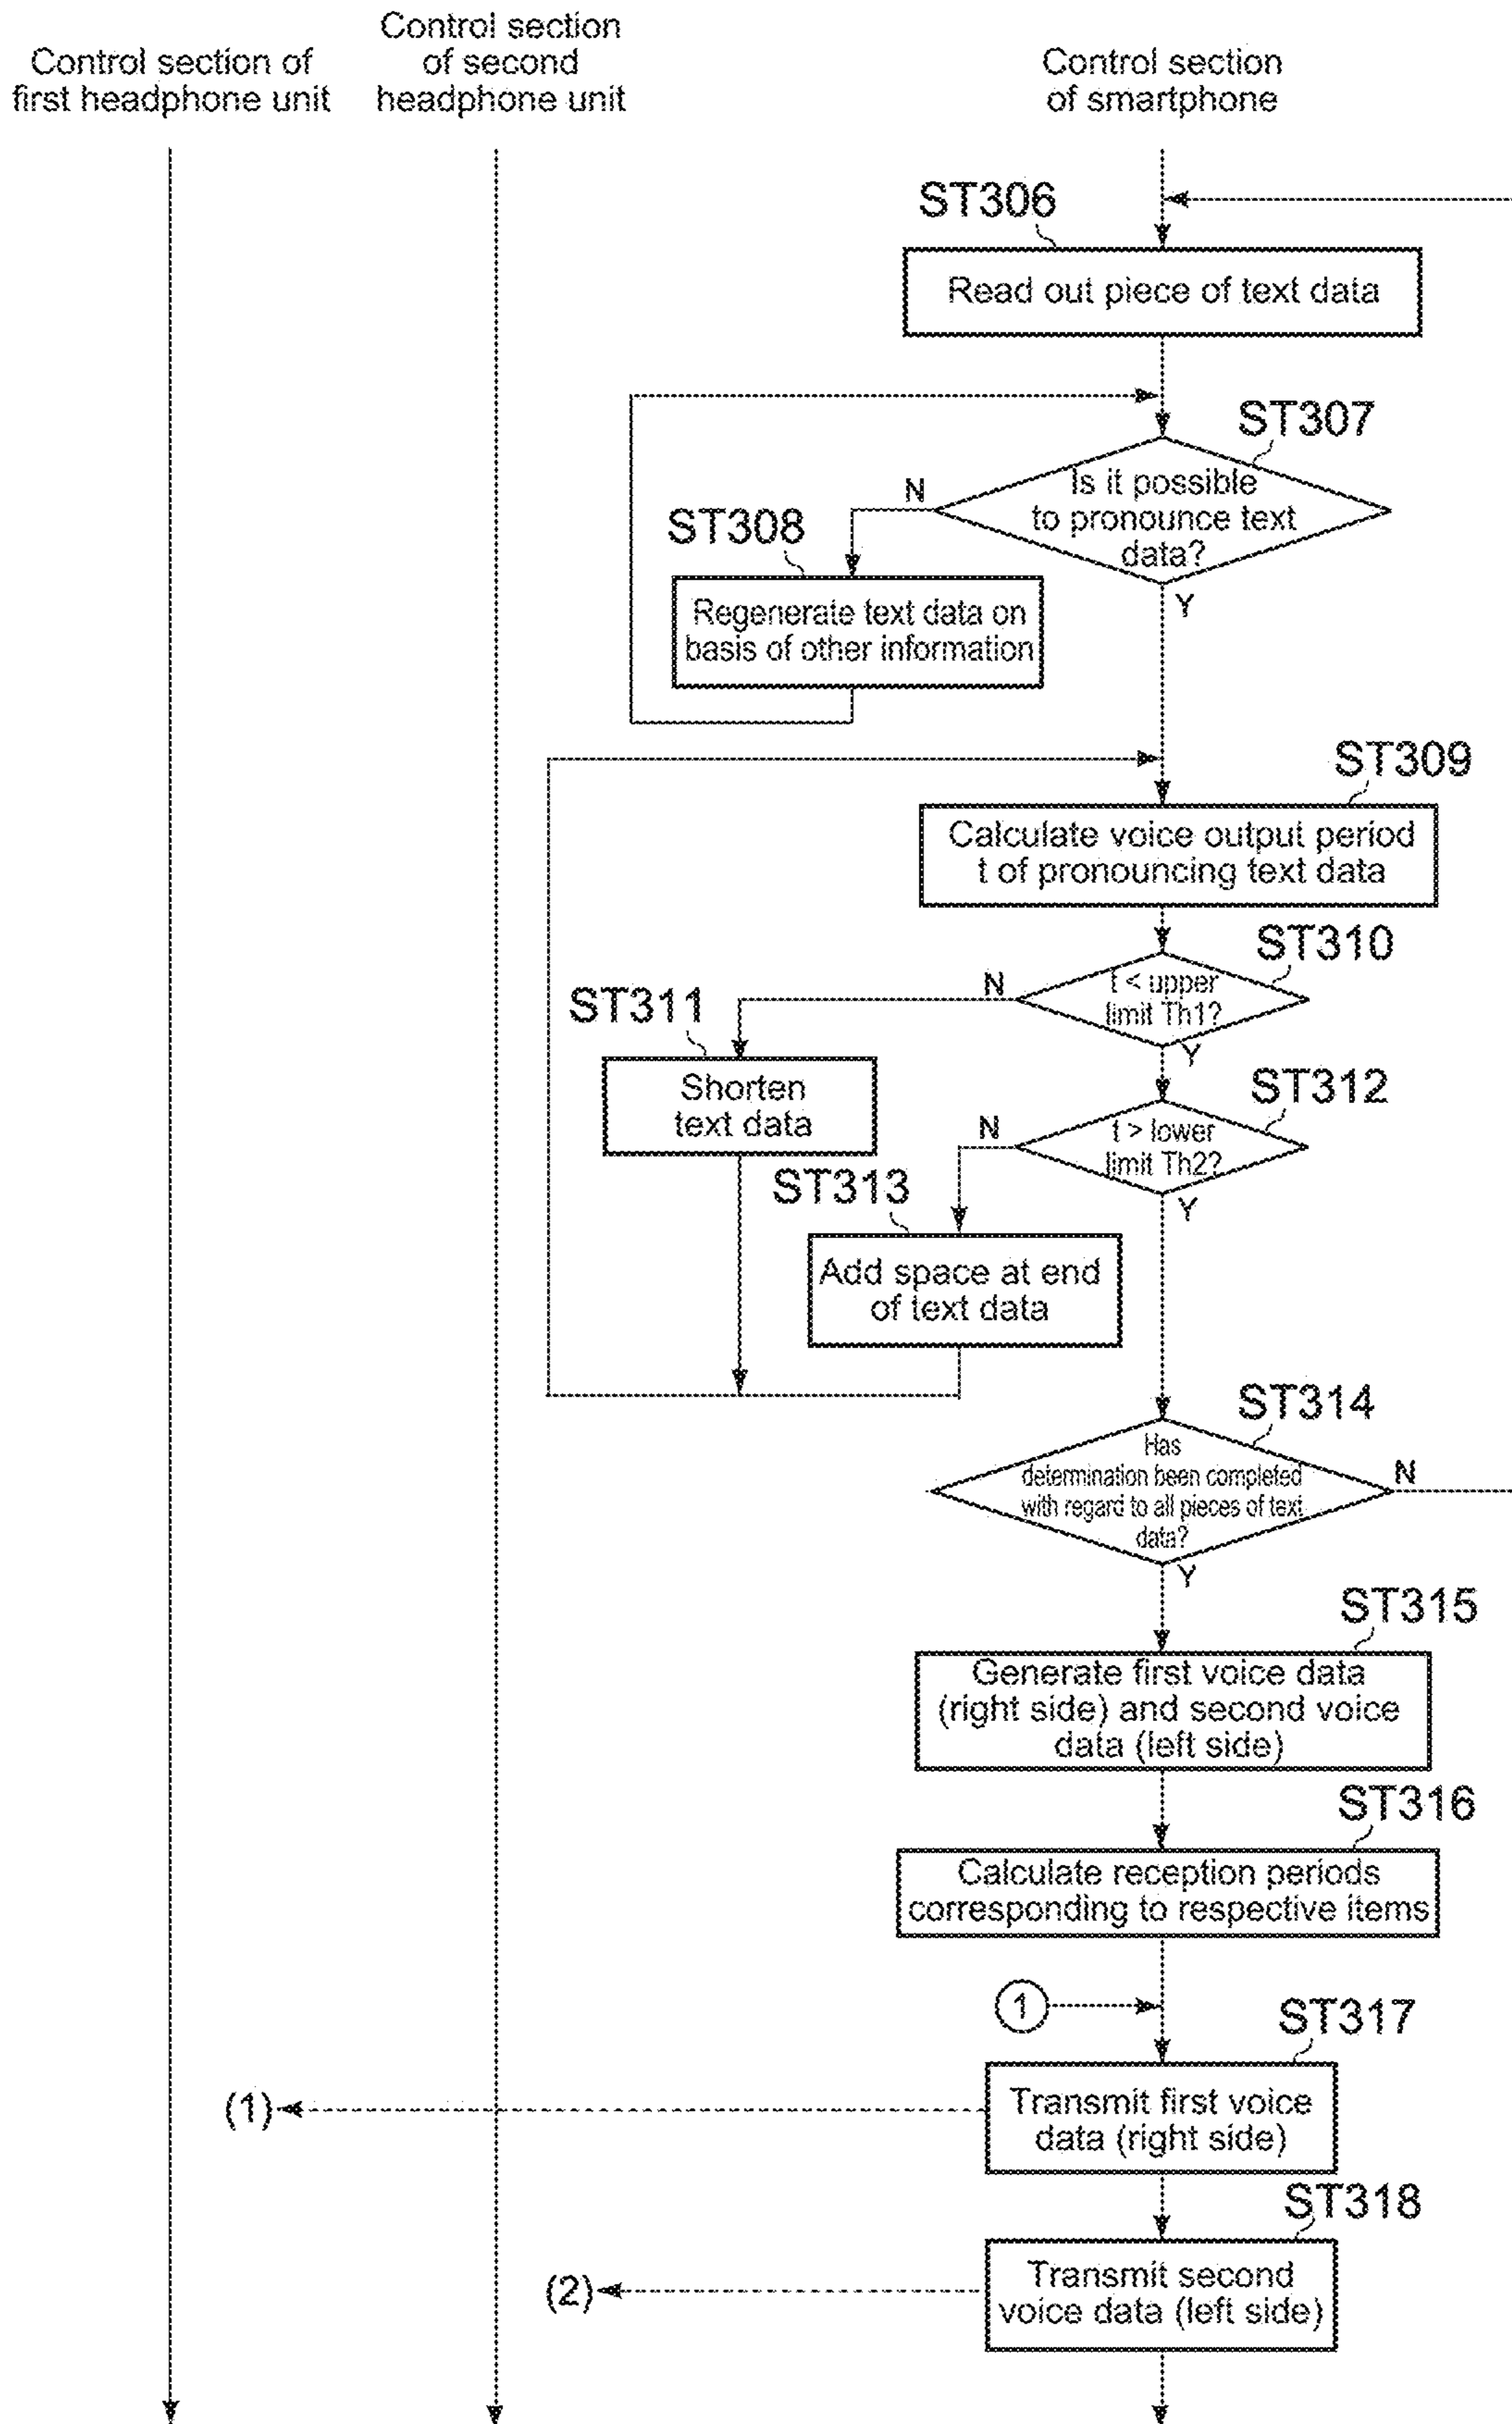 Control section of
first headphone unit
Control section
of second
headphone unit
Control section
of smartphone
ST306
Read out piece of text data
ST307
Is it possible
to pronounce text
data?
N
Y
ST308
Regenerate text data on
basis of other information
ST309
Calculate voice output period
t of pronouncing text data
ST310
t < upper
limit Th1?
N
Y
ST311
Shorten
text data
ST312
t > lower
limit Th2?
N
Y
ST313
Add space at end
of text data
ST314
Has
determination been completed
with regard to all pieces of text
data?
N
Y
ST315
Generate first voice data
(right side) and second voice
data (left side)
ST316
Calculate reception periods
corresponding to respective items
1
ST317
Transmit first voice
data (right side)
(1)
ST318
Transmit second
voice data (left side)
(2)